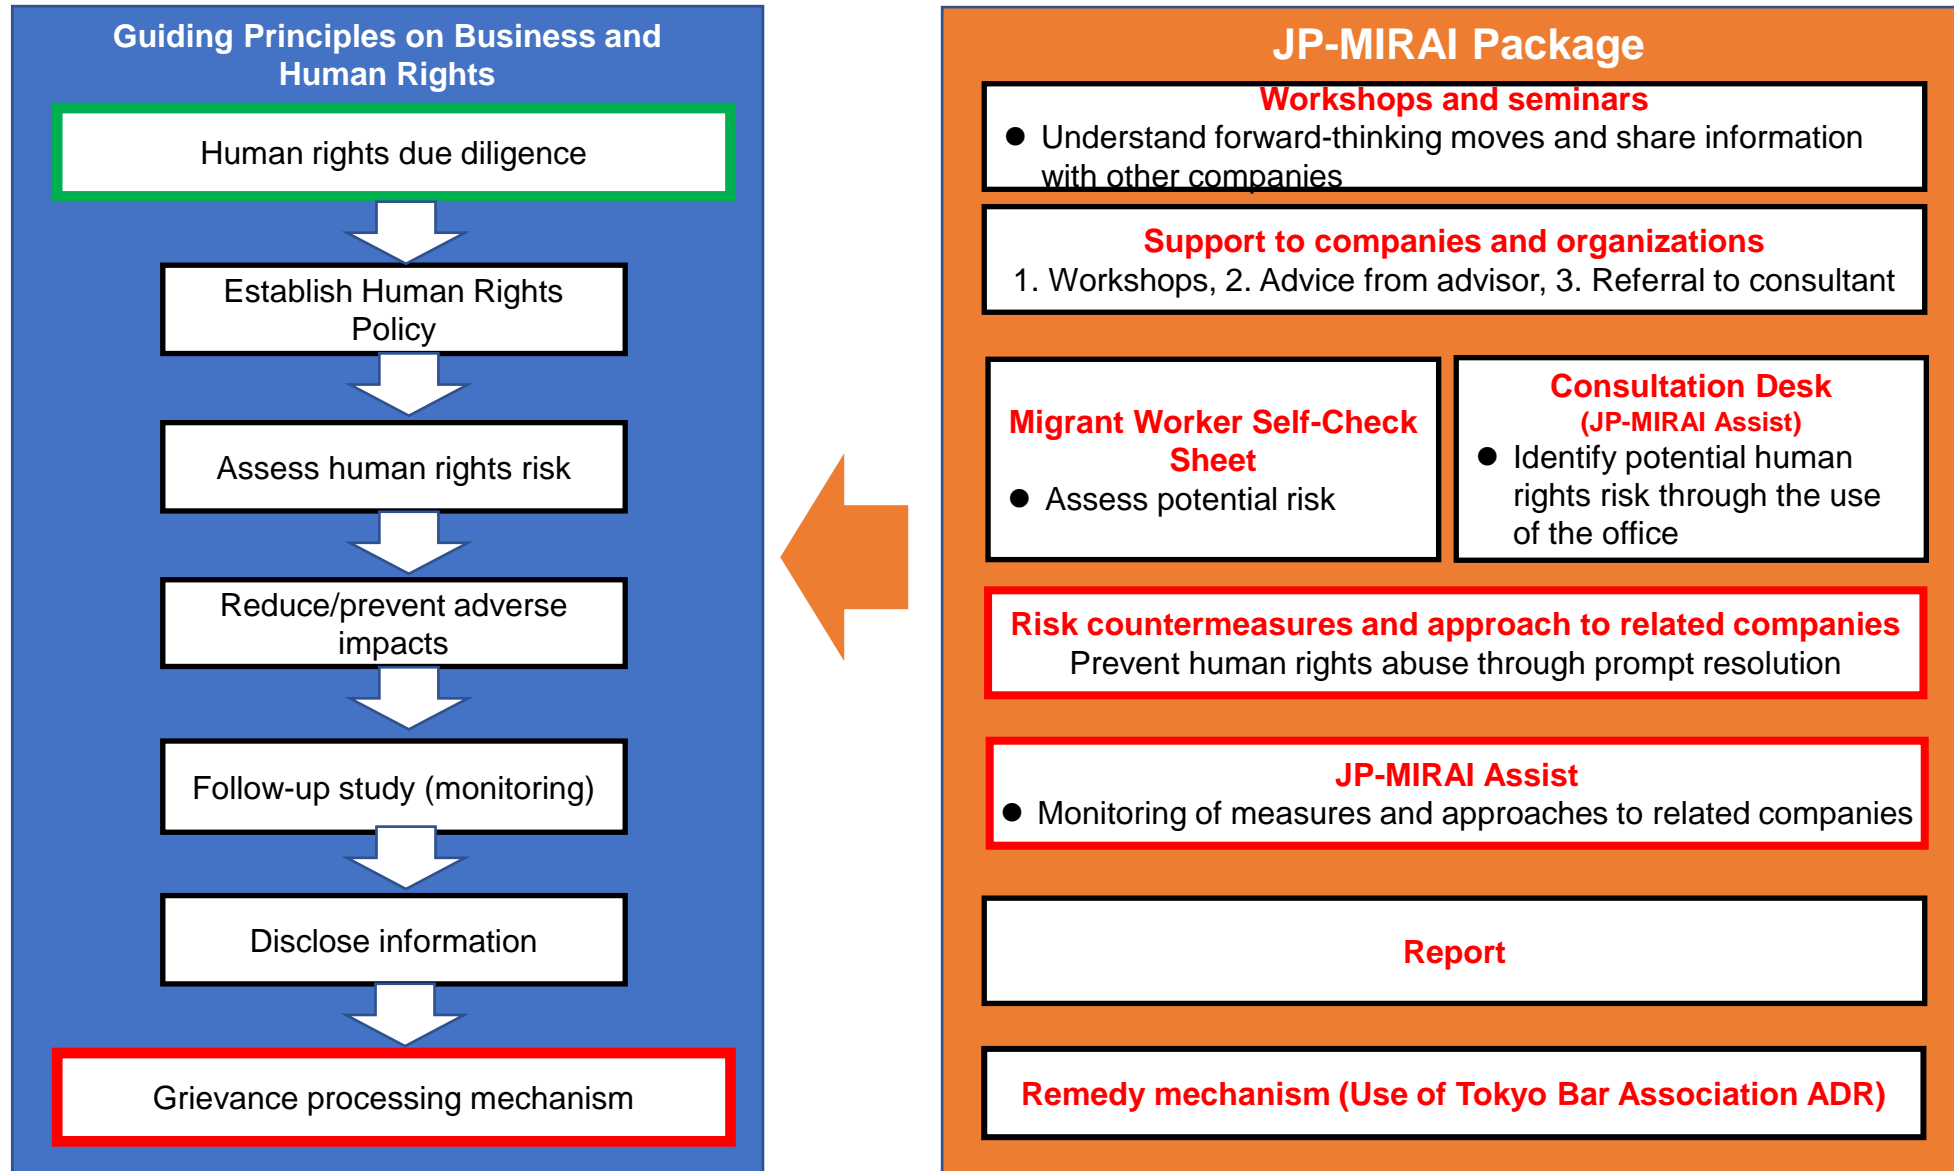 Guiding Principles on Business and
Human Rights
Human rights due diligence
Establish Human Rights
Policy
Assess human rights risk
Reduce/prevent adverse
impacts
Follow-up study (monitoring)
Disclose information
Grievance processing mechanism
JP-MIRAI Package
Workshops and seminars
● Understand forward-thinking moves and share information
with other companies
Support to companies and organizations
1. Workshops, 2. Advice from advisor, 3. Referral to consultant
Migrant Worker Self-Check
Sheet
● Assess potential risk
Consultation Desk
(JP-MIRAI Assist)
● Identify potential human
rights risk through the use
of the office
Risk countermeasures and approach to related companies
Prevent human rights abuse through prompt resolution
JP-MIRAI Assist
● Monitoring of measures and approaches to related companies
Report
Remedy mechanism (Use of Tokyo Bar Association ADR)